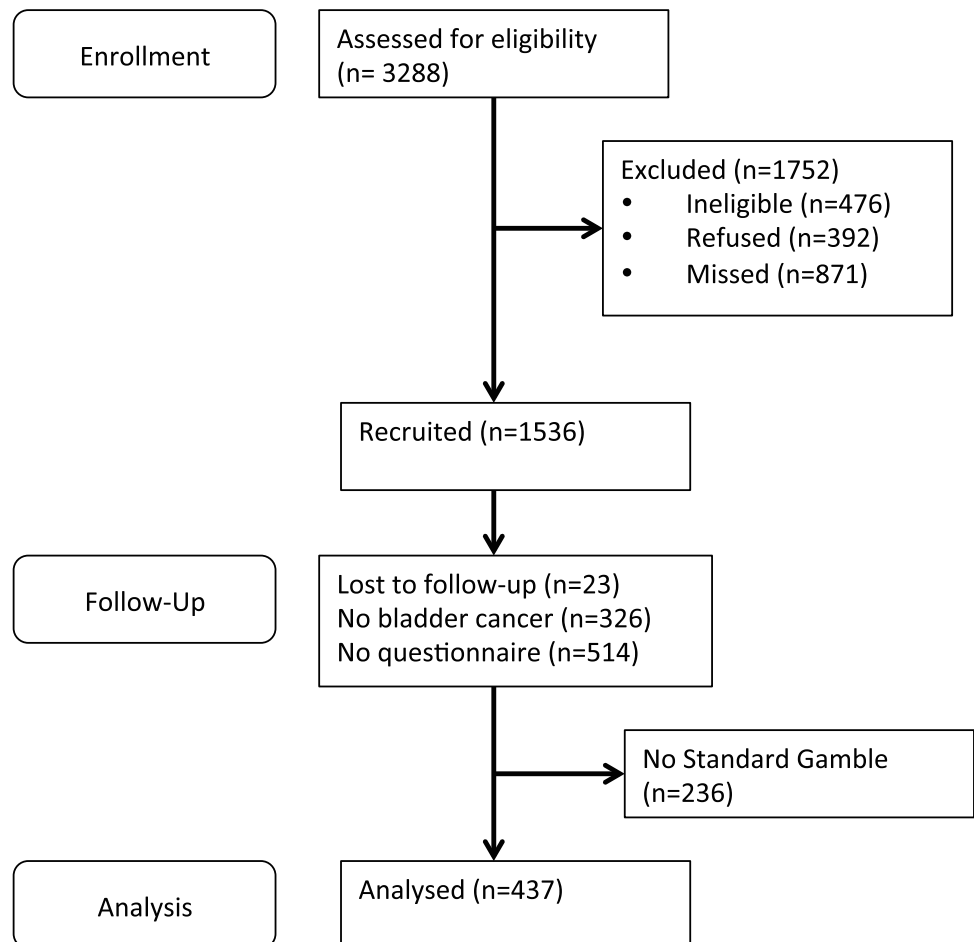 Enrollment
Assessed for eligibility
(n= 3288)
Excluded (n=1752)
• Ineligible (n=476)
• Refused (n=392)
• Missed (n=871)
Recruited (n=1536)
Follow-Up
Lost to follow-up (n=23)
No bladder cancer (n=326)
No questionnaire (n=514)
No Standard Gamble
(n=236)
Analysis
Analysed (n=437)